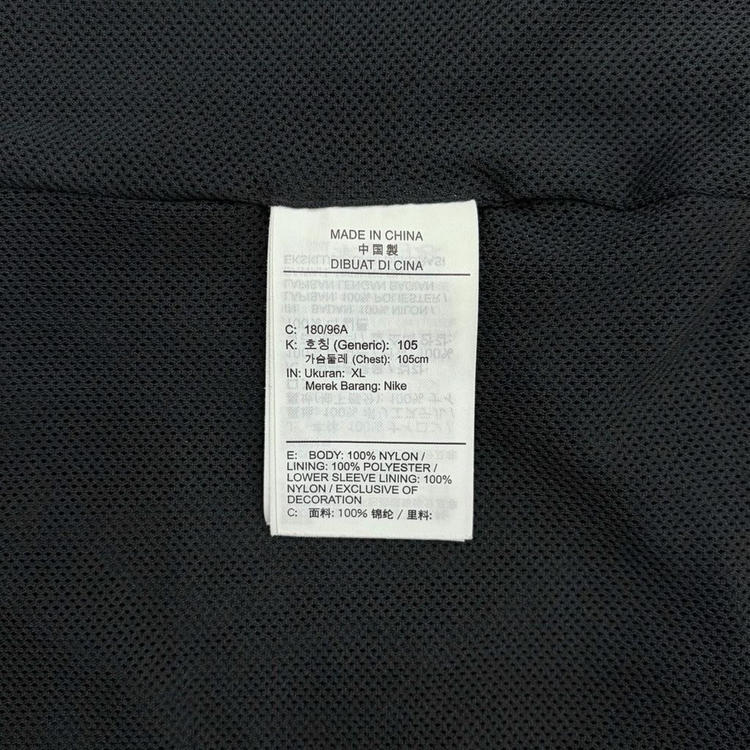 MADE IN CHINA
中国製
DIBUAT DI CINA
C: 180/96A
K: 호칭 (Generic): 105
가슴둘레 (Chest): 105cm
IN: Ukuran: XL
Merek Barang: Nike
E: BODY: 100% NYLON /
LINING: 100% POLYESTER /
LOWER SLEEVE LINING: 100%
NYLON / EXCLUSIVE OF
DECORATION
C: 面料: 100% 锦纶 / 里料: